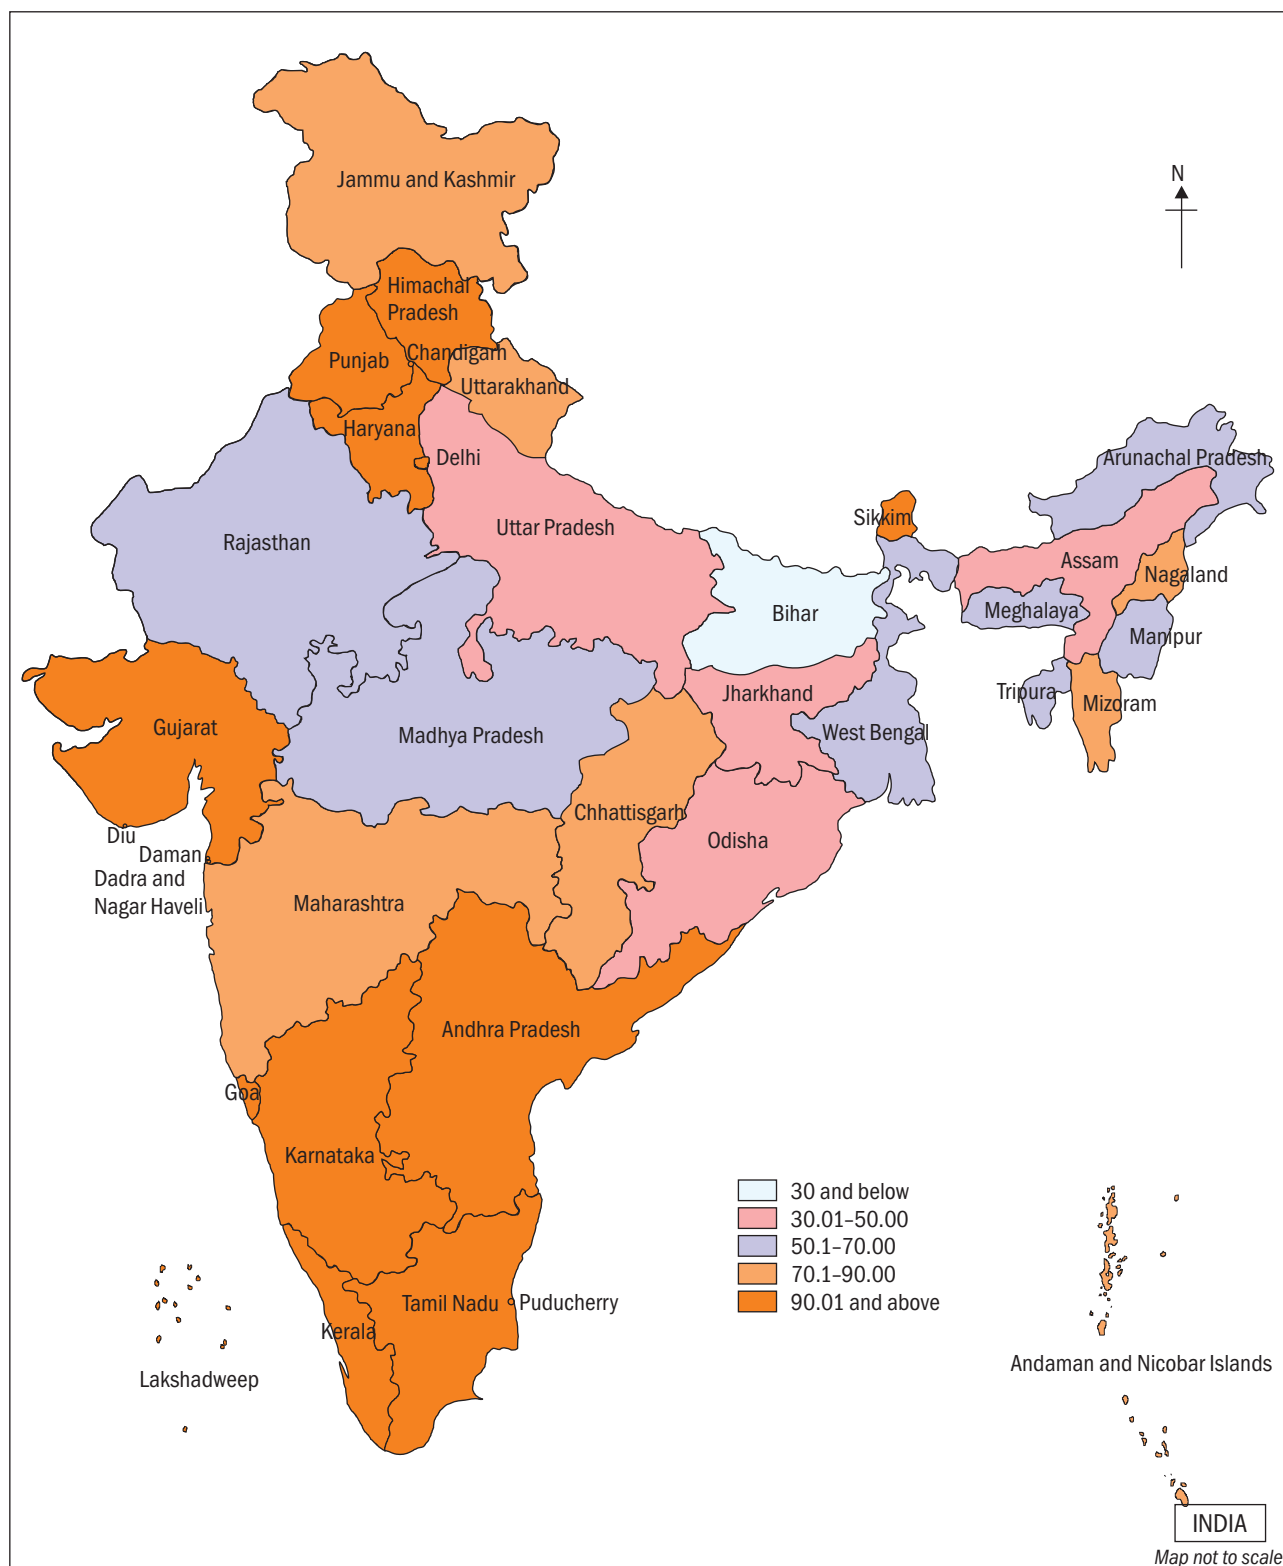 N
Jammu and Kashmir
Himachal
Pradesh
Punjab
Chandigarh
Uttarakhand
Haryana
Delhi
Arunachal Pradesh
Sikkim
Uttar Pradesh
Rajasthan
Assam
Nagaland
Bihar
Meghalaya
Manipur
Jharkhand
Tripura
Mizoram
Gujarat
Madhya Pradesh
West Bengal
Chhattisgarh
Diu
Odisha
Daman
Dadra and
Nagar Haveli
Maharashtra
Andhra Pradesh
Goa
Karnataka
30 and below
30.01–50.00
50.1–70.00
70.1–90.00
90.01 and above
Tamil Nadu
Puducherry
Kerala
Lakshadweep
Andaman and Nicobar Islands
INDIA
Map not to scale